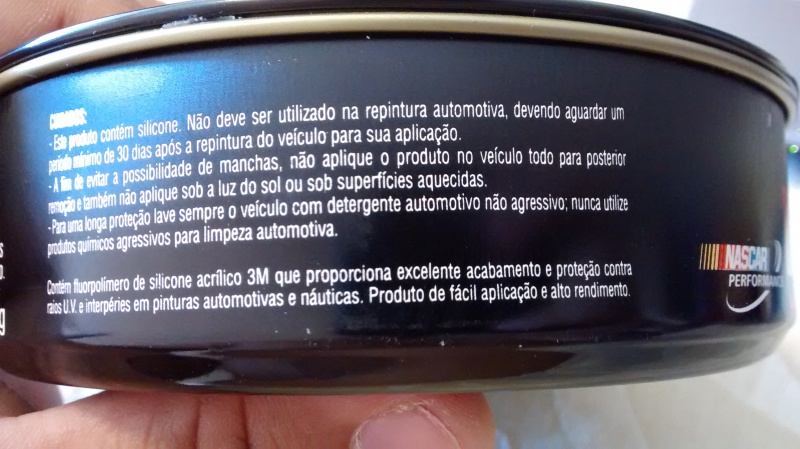 CUIDADOS:
- Este produto contém silicone. Não deve ser utilizado na repintura automotiva, devendo aguardar um
período mínimo de 30 dias após a repintura do veículo para sua aplicação.
- A fim de evitar a possibilidade de manchas, não aplique o produto no veículo todo para posterior
remoção e também não aplique sob a luz do sol ou sob superfícies aquecidas.
- Para uma longa proteção lave sempre o veículo com detergente automotivo não agressivo; nunca utilize
produtos químicos agressivos para limpeza automotiva.
Contém fluorpolímero de silicone acrílico 3M que proporciona excelente acabamento e proteção contra
raios U.V. e intempéries em pinturas automotivas e náuticas. Produto de fácil aplicação e alto rendimento.
NASCAR
PERFORMANCE